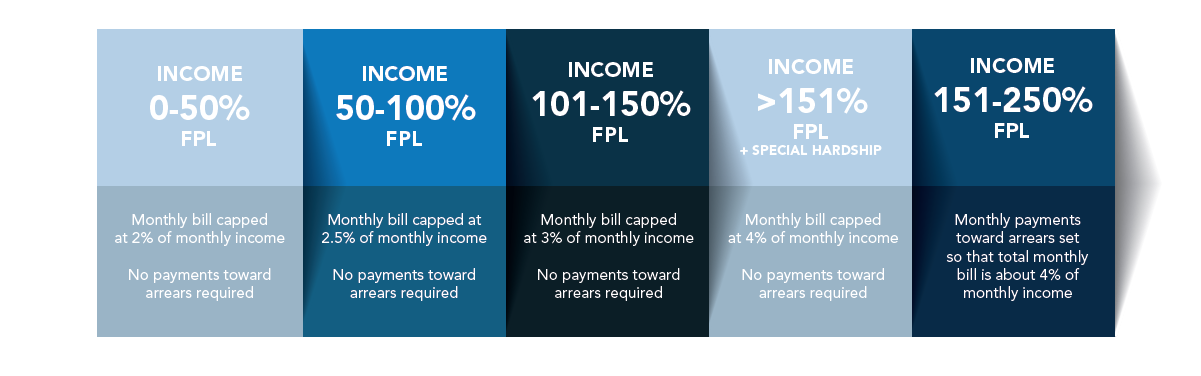 INCOME
0-50%
FPL
Monthly bill capped
at 2% of monthly income
No payments toward
arrears required
INCOME
50-100%
FPL
Monthly bill capped at
2.5% of monthly income
No payments toward
arrears required
INCOME
101-150%
FPL
Monthly bill capped
at 3% of monthly income
No payments toward
arrears required
INCOME
>151%
FPL
+ SPECIAL HARDSHIP
Monthly bill capped
at 4% of monthly income
No payments toward
arrears required
INCOME
151-250%
FPL
Monthly payments
toward arrears set
so that total monthly
bill is about 4% of
monthly income